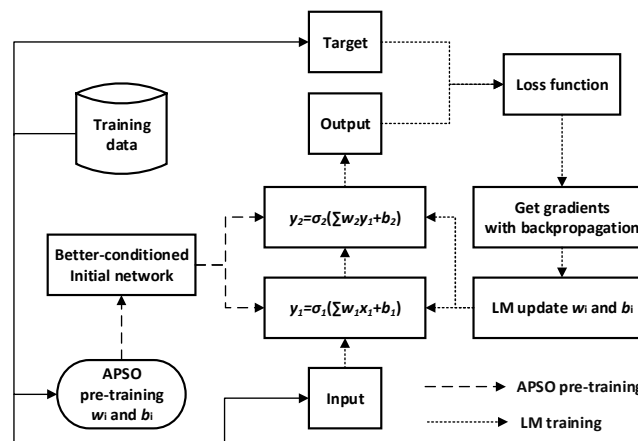 Target
Loss function
Training
data
Output
y₂=σ₂(∑w₂y₁+b₂)
Get gradients
with backpropagation
Better-conditioned
Initial network
y₁=σ₁(∑w₁x₁+b₁)
LM update wi and bi
APSO
pre-training
wi and bi
Input
APSO pre-training
LM training